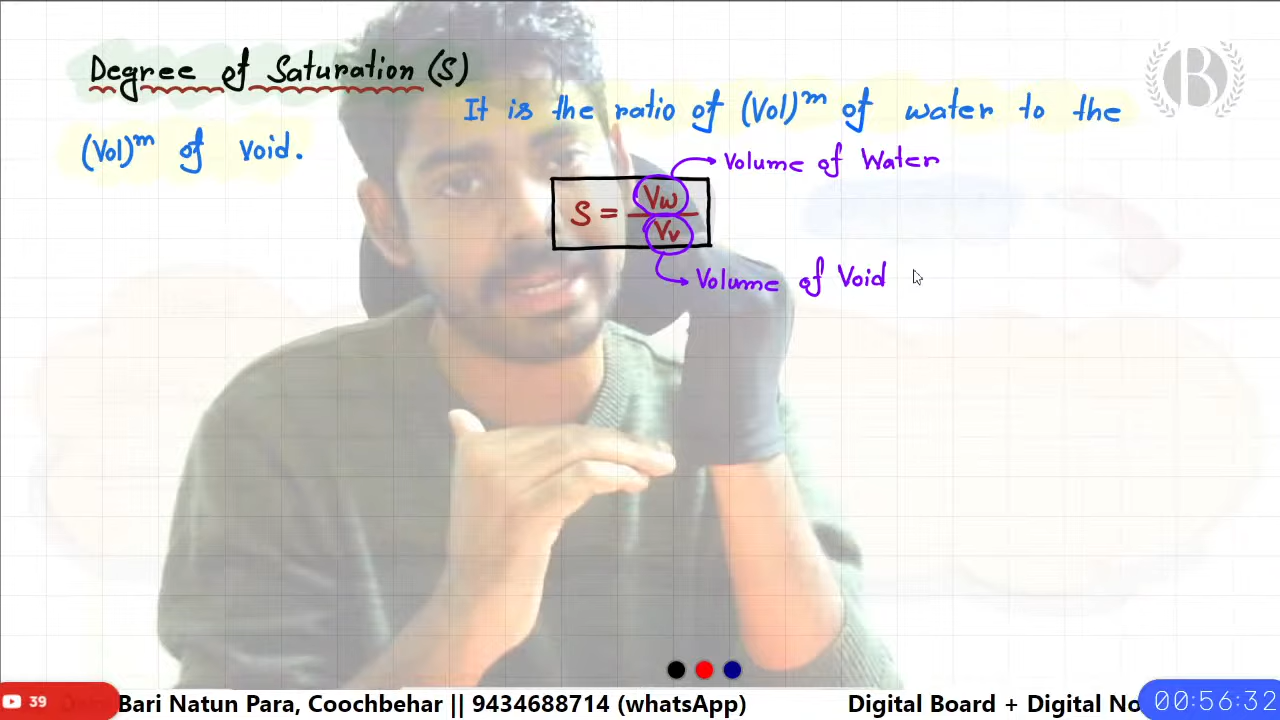 Degree of Saturation (S)
It is the ratio of (Vol)ᵐ of water to the
(Vol)ᵐ of Void.
Volume of Water
S = Vw / Vv
Volume of Void
B
39
Bari Natun Para, Coochbehar || 9434688714 (whatsApp) Digital Board + Digital No
00:56:32